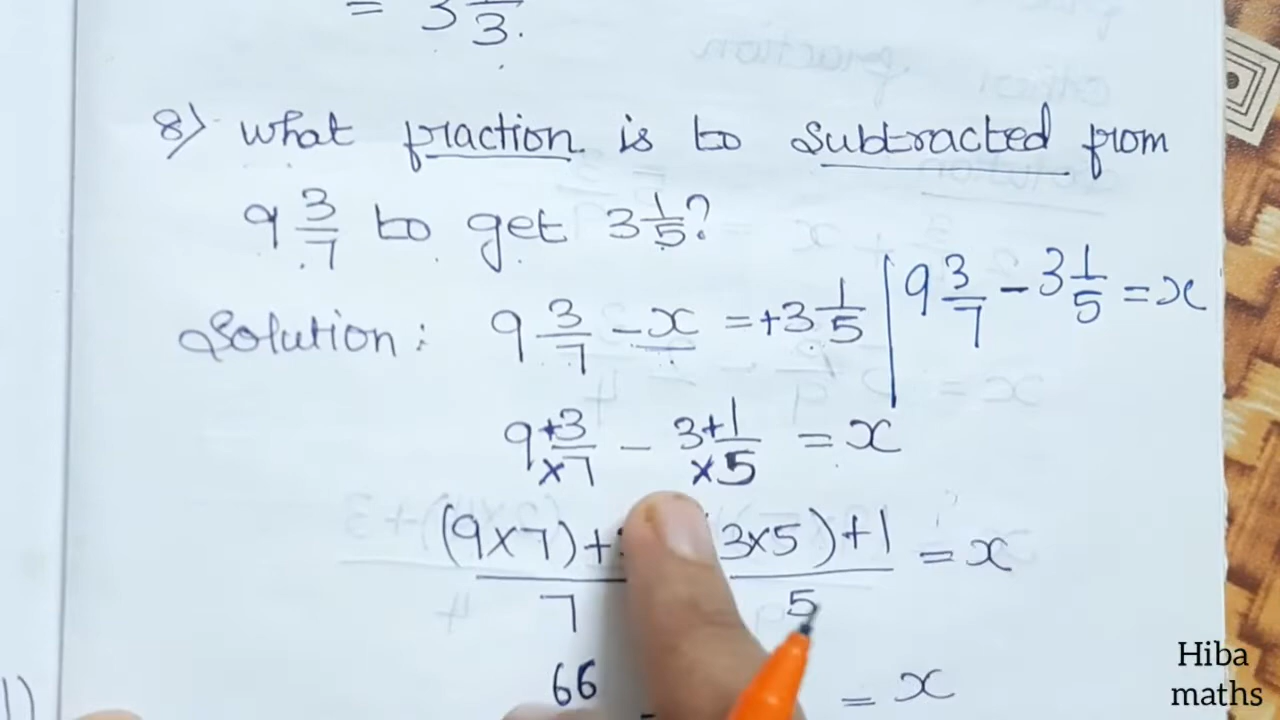 = 3 /3.
8) what fraction is to subtracted from
9 3/7 to get 3 1/5?
Solution: 9 3/7 - x = +3 1/5 | 9 3/7 - 3 1/5 = x
9 + 3/× 7 - 3 + 1/× 5 = x
(9×7)+ /7 3×5)+1/5 = x
66 - = x
Hiba
maths